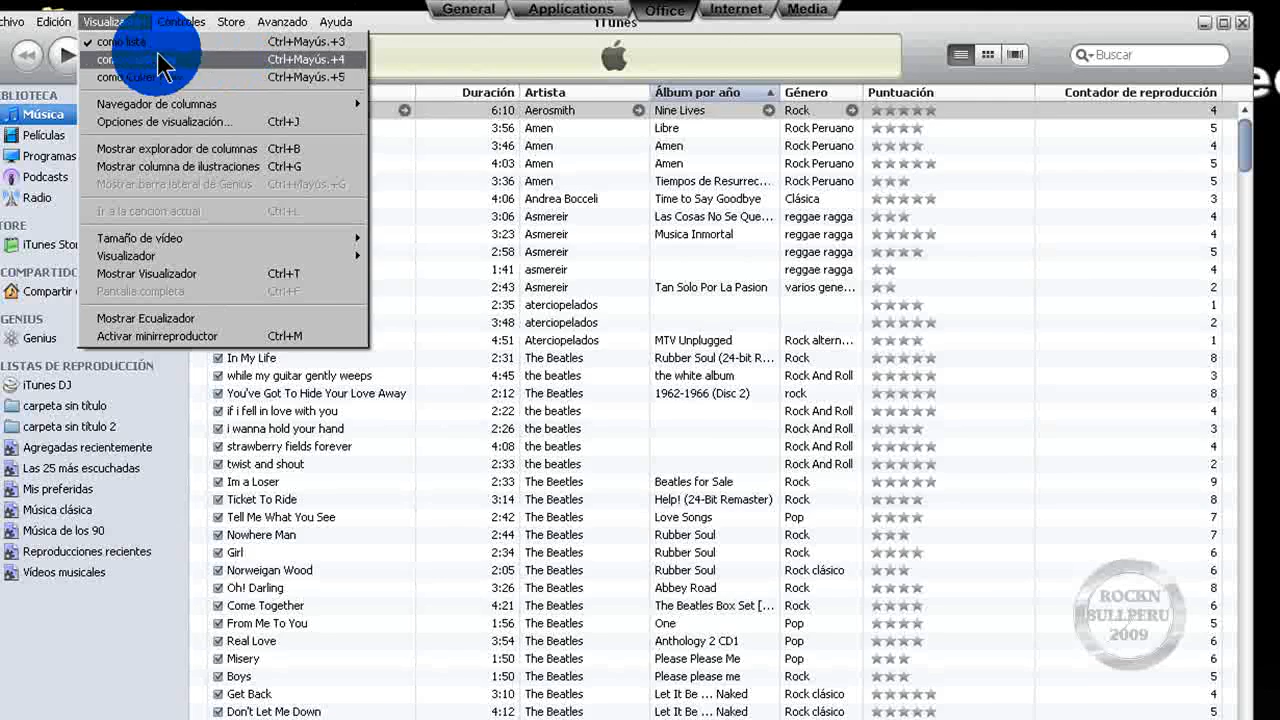 General Applications Office Internet Media
iTunes
chivo Edición Visualiza Controles Store Avanzado Ayuda
como lista Ctrl+Mayús.+3
Ctrl+Mayús.+4
como Ctrl+Mayús.+5
Navegador de columnas
Opciones de visualización... Ctrl+J
Mostrar explorador de columnas Ctrl+B
Mostrar columna de ilustraciones Ctrl+G
Mostrar barra lateral de Genius Ctrl+Mayús.+G
Ir a la canción actual Ctrl+L
Tamaño de vídeo
Visualizador
Mostrar Visualizador Ctrl+T
Pantalla completa Ctrl+F
Mostrar Ecualizador
Activar minirreproductor Ctrl+M
Buscar
BLIOTECA
Música
Películas
Programas
Podcasts
Radio
TORE
iTunes Sto
COMPARTIDO
Compartir
GENIUS
Genius
LISTAS DE REPRODUCCIÓN
iTunes DJ
carpeta sin título
carpeta sin título 2
Agregadas recientemente
Las 25 más escuchadas
Mis preferidas
Música clásica
Música de los 90
Reproducciones recientes
Vídeos musicales
Duración Artista Álbum por año Género Puntuación Contador de reproducción
6:10 Aerosmith Nine Lives Rock 4
3:56 Amen Libre Rock Peruano 5
3:46 Amen Amen Rock Peruano 4
4:03 Amen Amen Rock Peruano 5
3:36 Amen Tiempos de Resurrec... Rock Peruano 5
4:06 Andrea Bocceli Time to Say Goodbye Clásica 3
3:06 Asmereir Las Cosas No Se Que... reggae ragga 4
3:23 Asmereir Musica Inmortal reggae ragga 4
2:58 Asmereir reggae ragga 5
1:41 asmereir reggae ragga 4
2:43 Asmereir Tan Solo Por La Pasion varios gene... 2
2:35 aterciopelados 1
3:48 aterciopelados 2
4:51 Aterciopelados MTV Unplugged Rock altern... 1
In My Life 2:31 The Beatles Rubber Soul (24-bit R... Rock 8
while my guitar gently weeps 4:45 the beatles the white album Rock And Roll 3
You've Got To Hide Your Love Away 2:12 The Beatles 1962-1966 (Disc 2) rock 8
if i fell in love with you 2:22 the beatles Rock And Roll 4
i wanna hold your hand 2:26 the beatles Rock And Roll 3
strawberry fields forever 4:08 the beatles Rock And Roll 4
twist and shout 2:33 the beatles Rock And Roll 2
Im a Loser 2:33 The Beatles Beatles for Sale Rock 9
Ticket To Ride 3:14 The Beatles Help! (24-Bit Remaster) Rock 8
Tell Me What You See 2:42 The Beatles Love Songs Pop 7
Nowhere Man 2:44 The Beatles Rubber Soul Rock 7
Girl 2:34 The Beatles Rubber Soul Rock 6
Norweigan Wood 2:05 The Beatles Rubber Soul Rock clásico 6
Oh! Darling 2:36 The Beatles Abbey Road Rock 8
Come Together 4:21 The Beatles The Beatles Box Set [... Rock 6
From Me To You 1:56 The Beatles One Pop 6
Real Love 3:54 The Beatles Anthology 2 CD1 Pop 4
Misery 1:50 The Beatles Please Please Me Pop 6
Boys 1:50 The Beatles Please Please me Rock 5
Get Back 3:10 The Beatles Let It Be ... Naked Rock clásico 4
Don't Let Me Down 4:12 The Beatles Let It Be ... Naked Rock clásico 5
ROCKN
BULLPERU
2009